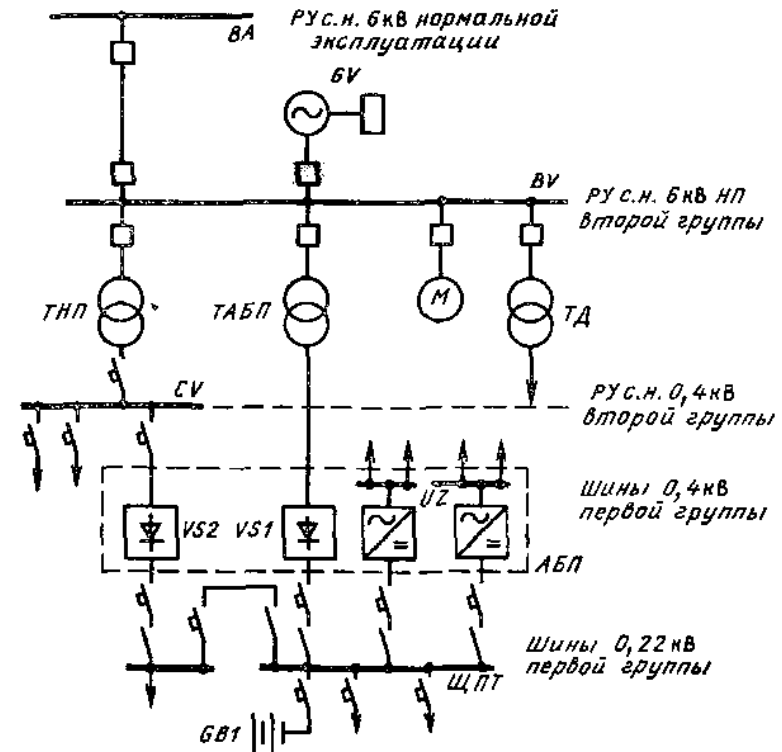 ВА
РУ с.н. 6кВ нормальной
эксплуатации
GV
BV
РУ с.н. 6кВ НП
второй группы
ТНП
ТАБП
М
ТД
CV
РУ с.н. 0,4кВ
второй группы
UZ
Шины 0,4кВ
первой группы
VS2
VS1
АБП
Шины 0,22кВ
первой группы
ЩПТ
GB1